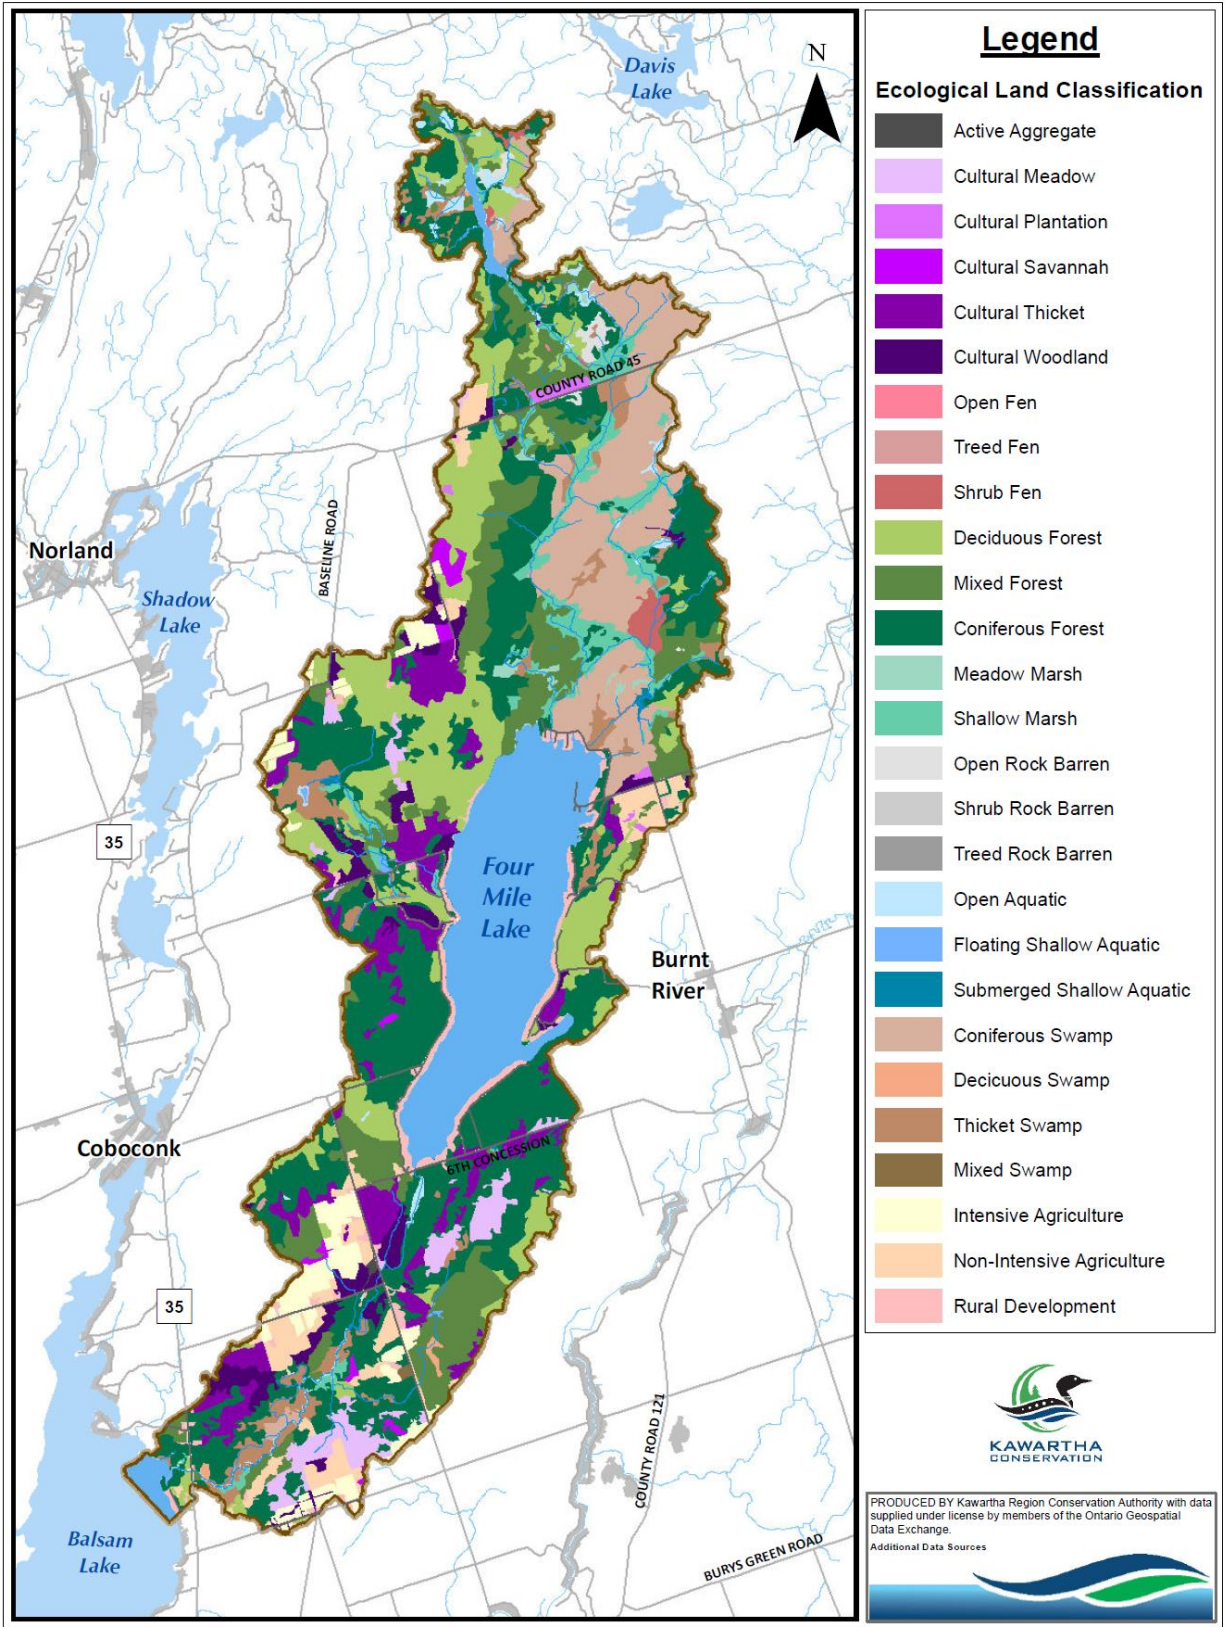 Davis
Lake
N
COUNTY ROAD 45
BASELINE ROAD
Norland
Shadow
Lake
35
Four
Mile
Lake
Burnt
River
Coboconk
6TH CONCESSION
35
COUNTY ROAD 121
Balsam
Lake
BURYS GREEN ROAD
Legend
Ecological Land Classification
Active Aggregate
Cultural Meadow
Cultural Plantation
Cultural Savannah
Cultural Thicket
Cultural Woodland
Open Fen
Treed Fen
Shrub Fen
Deciduous Forest
Mixed Forest
Coniferous Forest
Meadow Marsh
Shallow Marsh
Open Rock Barren
Shrub Rock Barren
Treed Rock Barren
Open Aquatic
Floating Shallow Aquatic
Submerged Shallow Aquatic
Coniferous Swamp
Decicuous Swamp
Thicket Swamp
Mixed Swamp
Intensive Agriculture
Non-Intensive Agriculture
Rural Development
KAWARTHA
CONSERVATION
PRODUCED BY Kawartha Region Conservation Authority with data
supplied under license by members of the Ontario Geospatial
Data Exchange.
Additional Data Sources